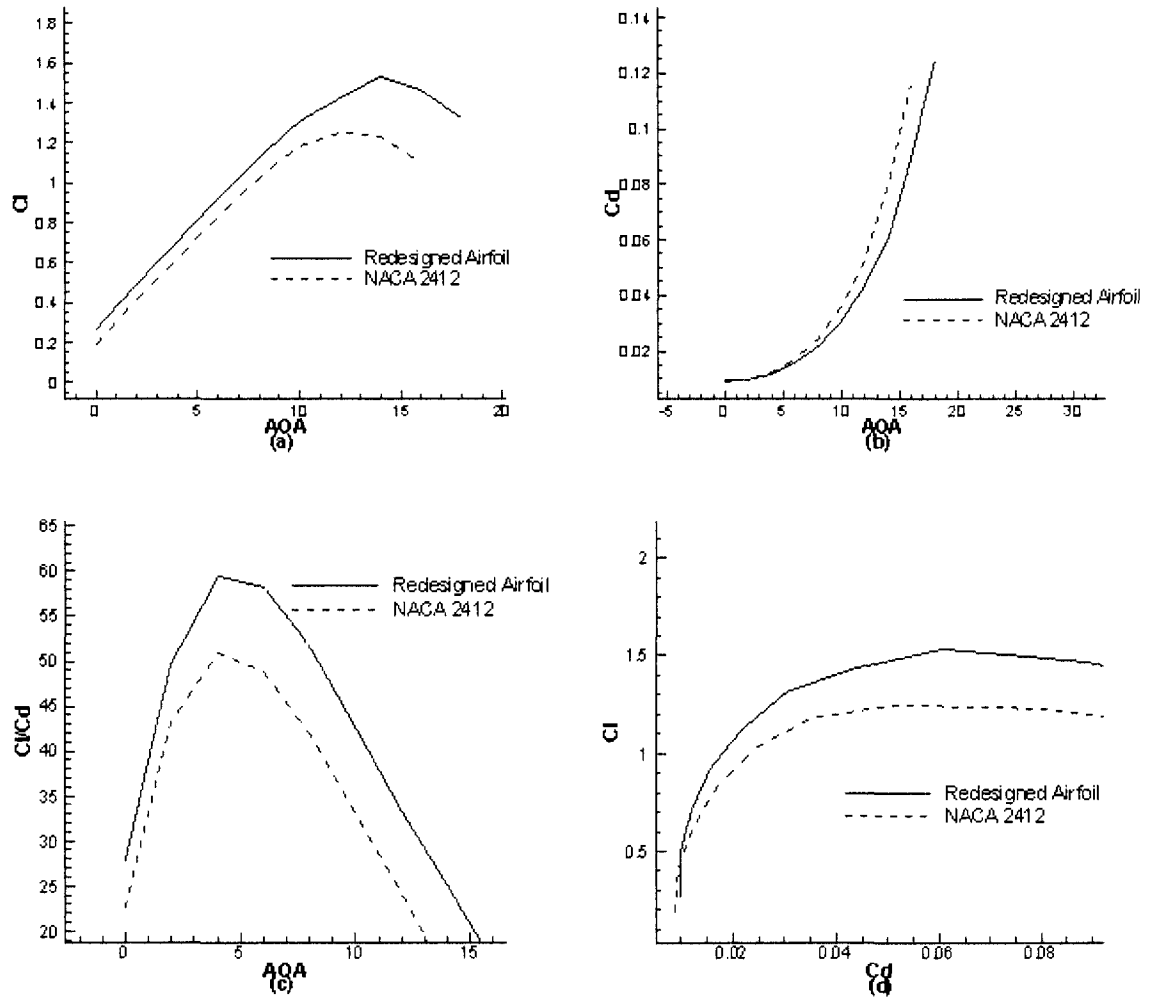 1.8
1.6
1.4
1.2
1
0.8
0.6
0.4
0.2
0
Cl
0 5 10 15 20
AOA
(a)
Redesigned Airfoil
NACA 2412
0.14
0.12
0.1
0.08
0.06
0.04
0.02
Cd
-5 0 5 10 15 20 25 30
AOA
(b)
Redesigned Airfoil
NACA 2412
65
60
55
50
45
40
35
30
25
20
Cl/Cd
0 5 10 15
AOA
(c)
Redesigned Airfoil
NACA 2412
2
1.5
1
0.5
Cl
0.02 0.04 0.06 0.08
Cd
(d)
Redesigned Airfoil
NACA 2412